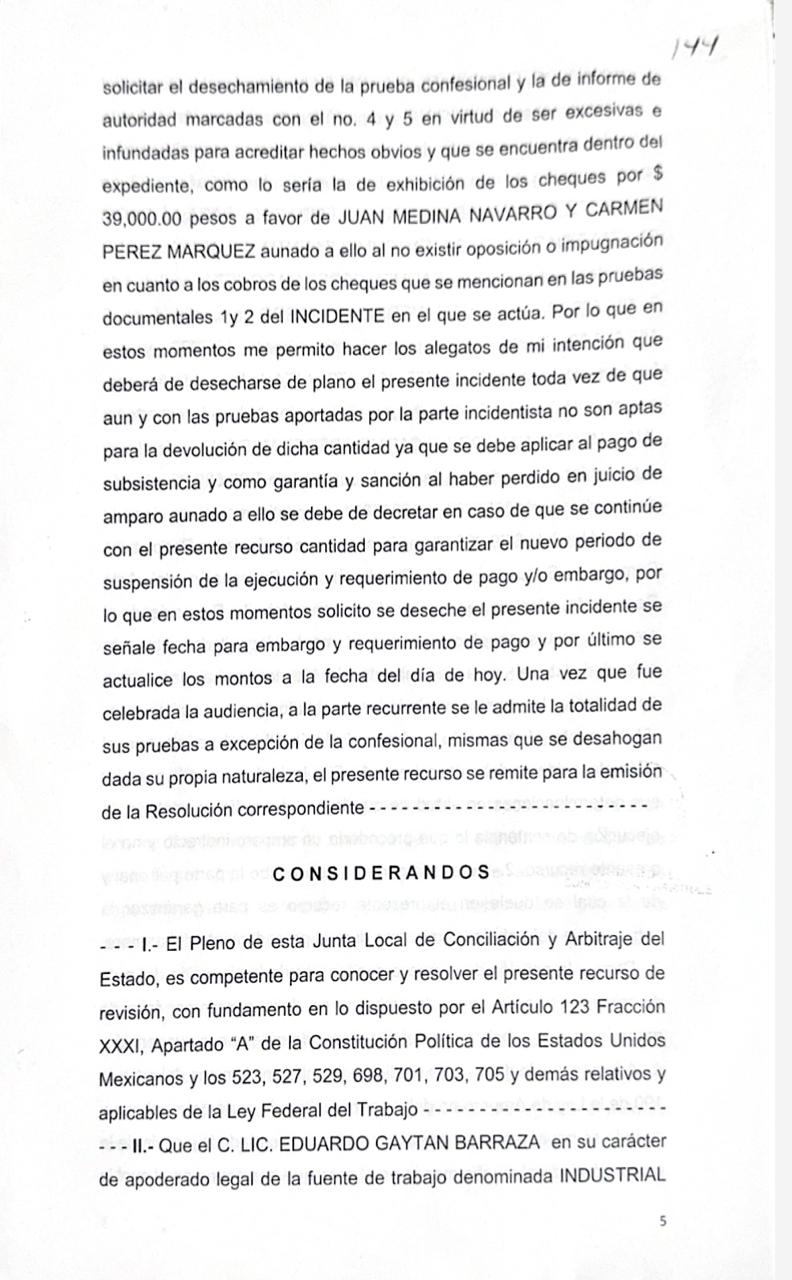 144
solicitar el desechamiento de la prueba confesional y la de informe de
autoridad marcadas con el no. 4 y 5 en virtud de ser excesivas e
infundadas para acreditar hechos obvios y que se encuentra dentro del
expediente, como lo sería la de exhibición de los cheques por $
39,000.00 pesos a favor de JUAN MEDINA NAVARRO Y CARMEN
PEREZ MARQUEZ aunado a ello al no existir oposición o impugnación
en cuanto a los cobros de los cheques que se mencionan en las pruebas
documentales 1y 2 del INCIDENTE en el que se actúa. Por lo que en
estos momentos me permito hacer los alegatos de mi intención que
deberá de desecharse de plano el presente incidente toda vez de que
aun y con las pruebas aportadas por la parte incidentista no son aptas
para la devolución de dicha cantidad ya que se debe aplicar al pago de
subsistencia y como garantía y sanción al haber perdido en juicio de
amparo aunado a ello se debe de decretar en caso de que se continúe
con el presente recurso cantidad para garantizar el nuevo periodo de
suspensión de la ejecución y requerimiento de pago y/o embargo, por
lo que en estos momentos solicito se deseche el presente incidente se
señale fecha para embargo y requerimiento de pago y por último se
actualice los montos a la fecha del día de hoy. Una vez que fue
celebrada la audiencia, a la parte recurrente se le admite la totalidad de
sus pruebas a excepción de la confesional, mismas que se desahogan
dada su propia naturaleza, el presente recurso se remite para la emisión
de la Resolución correspondiente - - - - - - - - - - - - - - - - - - - - - - - - - -
C O N S I D E R A N D O S
- - - I.- El Pleno de esta Junta Local de Conciliación y Arbitraje del
Estado, es competente para conocer y resolver el presente recurso de
revisión, con fundamento en lo dispuesto por el Artículo 123 Fracción
XXXI, Apartado “A” de la Constitución Política de los Estados Unidos
Mexicanos y los 523, 527, 529, 698, 701, 703, 705 y demás relativos y
aplicables de la Ley Federal del Trabajo - - - - - - - - - - - - - - - - - - - - - - -
- - - II.- Que el C. LIC. EDUARDO GAYTAN BARRAZA en su carácter
de apoderado legal de la fuente de trabajo denominada INDUSTRIAL
5